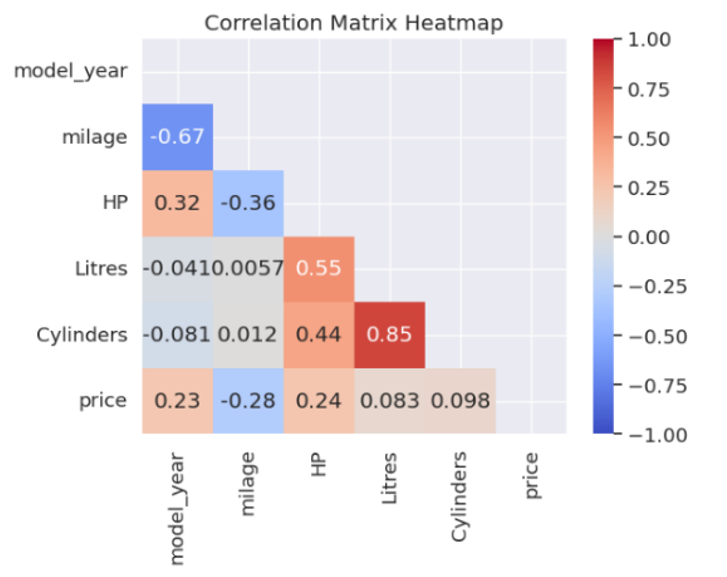 Correlation Matrix Heatmap
model_year
milage -0.67
HP 0.32 -0.36
Litres -0.041 0.0057 0.55
Cylinders -0.081 0.012 0.44 0.85
price 0.23 -0.28 0.24 0.083 0.098
model_year milage HP Litres Cylinders price
1.00
0.75
0.50
0.25
0.00
−0.25
−0.50
−0.75
−1.00